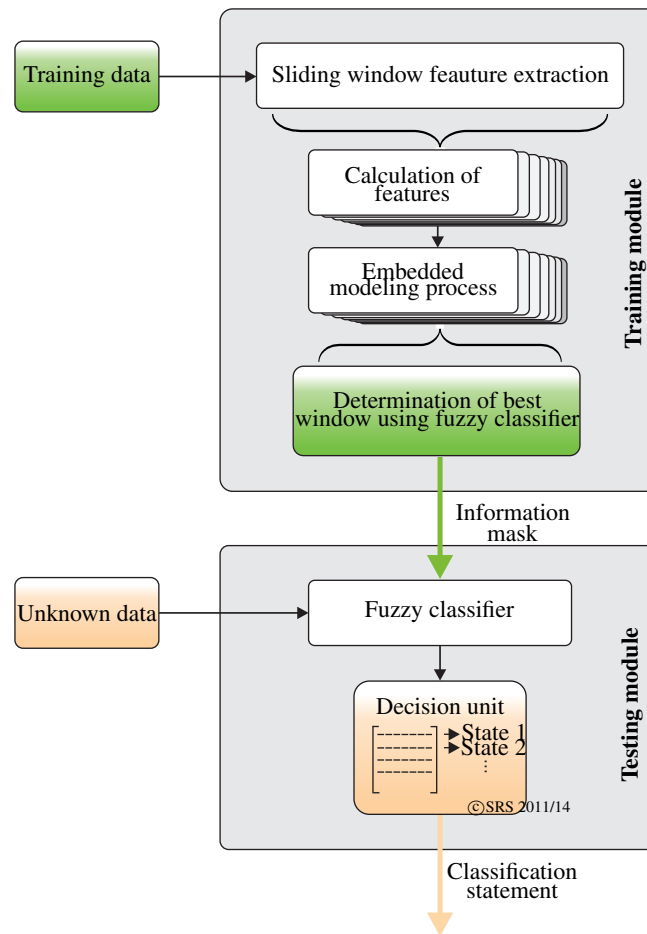 Training data
Sliding window feauture extraction
Calculation of
features
Embedded
modeling process
Determination of best
window using fuzzy classifier
Training module
Information
mask
Unknown data
Fuzzy classifier
Decision unit
State 1
State 2
⋮
©SRS 2011/14
Testing module
Classification
statement